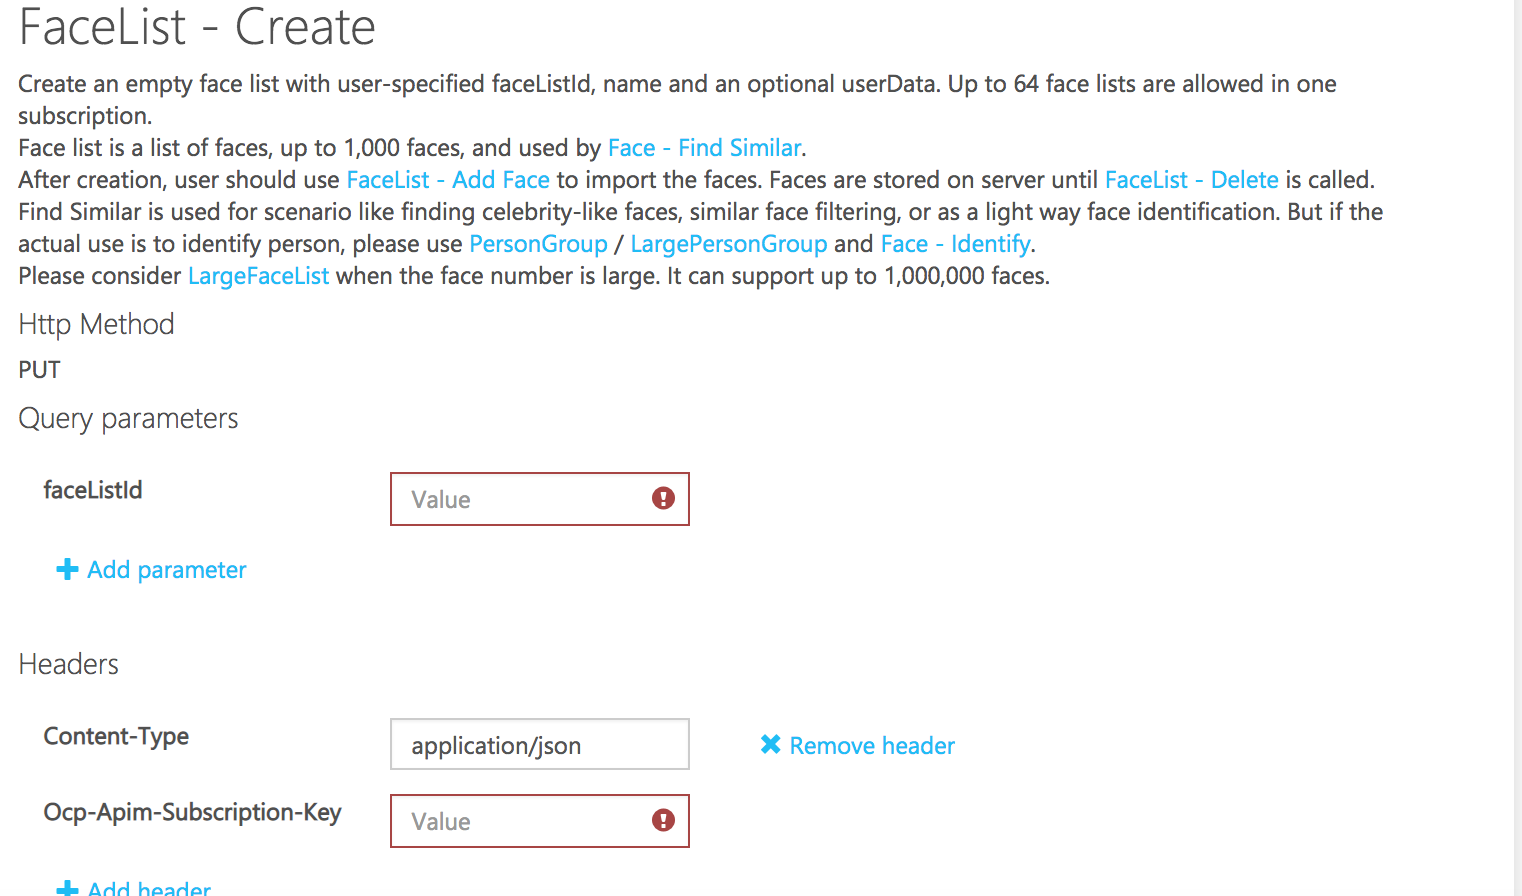 FaceList - Create
Create an empty face list with user-specified faceListId, name and an optional userData. Up to 64 face lists are allowed in one
subscription.
Face list is a list of faces, up to 1,000 faces, and used by Face - Find Similar.
After creation, user should use FaceList - Add Face to import the faces. Faces are stored on server until FaceList - Delete is called.
Find Similar is used for scenario like finding celebrity-like faces, similar face filtering, or as a light way face identification. But if the
actual use is to identify person, please use PersonGroup / LargePersonGroup and Face - Identify.
Please consider LargeFaceList when the face number is large. It can support up to 1,000,000 faces.
Http Method
PUT
Query parameters
faceListId Value
Add parameter
Headers
Content-Type application/json Remove header
Ocp-Apim-Subscription-Key Value
Add header